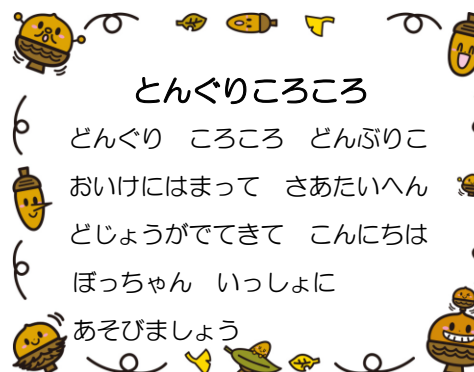 とんぐりころころ
どんぐり　ころころ　どんぶりこ
おいけにはまって　さあたいへん
どじょうがでてきて　こんにちは
ぼっちゃん　いっしょに
あそびましょう